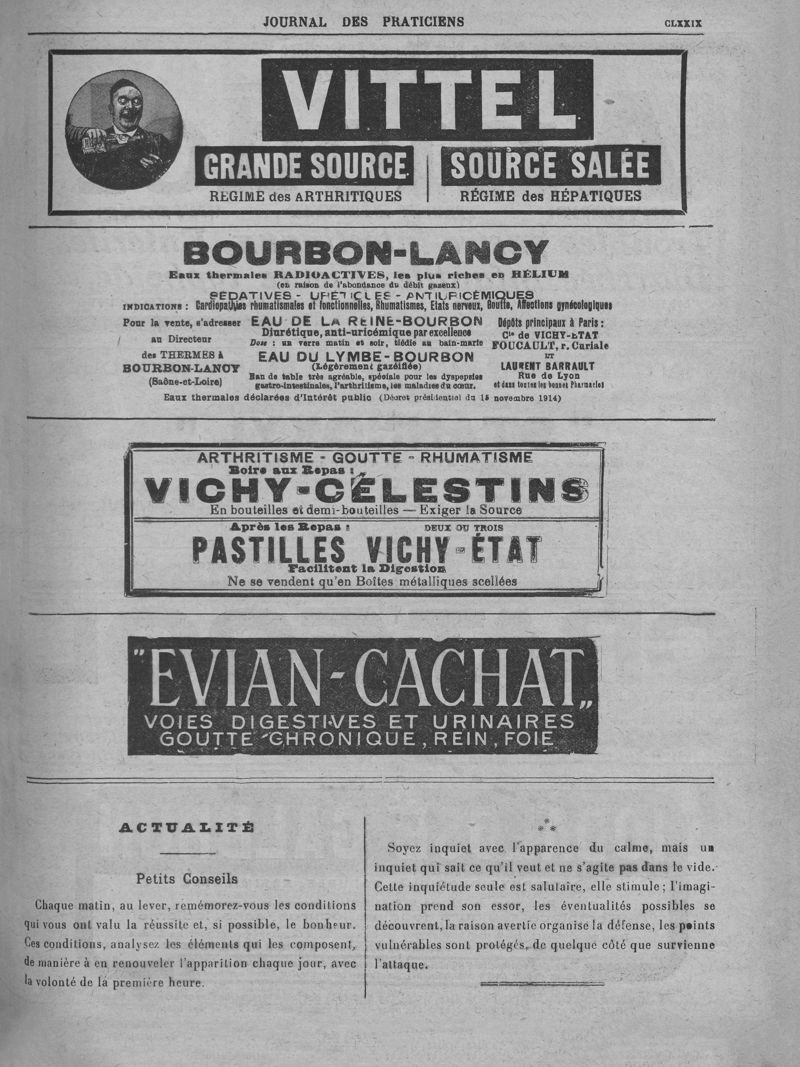 JOURNAL DES PRATICIENS
CLXXIX
VITTEL
GRANDE SOURCE
REGIME des ARTHRITIQUES
SOURCE SALÉE
RÉGIME des HÉPATIQUES
BOURBON-LANCY
Eaux thermales RADIOACTIVES, les plus riches en HÉLIUM
(en raison de l'abondance du débit gazeux)
SÉDATIVES - URÉTICLES - ANTIURICÉMIQUES
INDICATIONS : Cardiopathies rhumatismales et fonctionnelles, Rhumatismes, Etats nerveux, Goutte, Affections gynécologiques
Pour la vente, s'adresser
au Directeur
des THERMES à
BOURBON-LANCY
(Saône-et-Loire)
EAU DE LA REINE-BOURBON
Diurétique, anti-uricémique par excellence
Dose : un verre matin et soir, tiédie au bain-marie
EAU DU LYMBE-BOURBON
(Légèrement gazéifiée)
Eau de table très agréable, spéciale pour les dyspepsies
gastro-intestinales, l'arthritisme, les maladies du cœur.
Dépôts principaux à Paris :
Cie de VICHY-ETAT
FOUCAULT, r. Curiale
ET
LAURENT BARRAULT
Rue de Lyon
et dans toutes les bonnes Pharmacies
Eaux thermales déclarées d'Intérêt public (Décret présidentiel du 15 novembre 1914)
ARTHRITISME - GOUTTE - RHUMATISME
Boire aux Repas :
VICHY-CÉLESTINS
En bouteilles et demi-bouteilles — Exiger la Source
Après les Repas : DEUX OU TROIS
PASTILLES VICHY-ÉTAT
Facilitent la Digestion
Ne se vendent qu'en Boîtes métalliques scellées
"EVIAN-CACHAT"
VOIES DIGESTIVES ET URINAIRES
GOUTTE CHRONIQUE, REIN, FOIE
ACTUALITÉ
Petits Conseils
Chaque matin, au lever, remémorez-vous les conditions
qui vous ont valu la réussite et, si possible, le bonheur.
Ces conditions, analysez les éléments qui les composent,
de manière à en renouveler l'apparition chaque jour, avec
la volonté de la première heure.
***
Soyez inquiet avec l'apparence du calme, mais un
inquiet qui sait ce qu'il veut et ne s'agite pas dans le vide.
Cette inquiétude seule est salutaire, elle stimule ; l'imagi-
nation prend son essor, les éventualités possibles se
découvrent, la raison avertie organise la défense, les points
vulnérables sont protégés, de quelque côté que survienne
l'attaque.